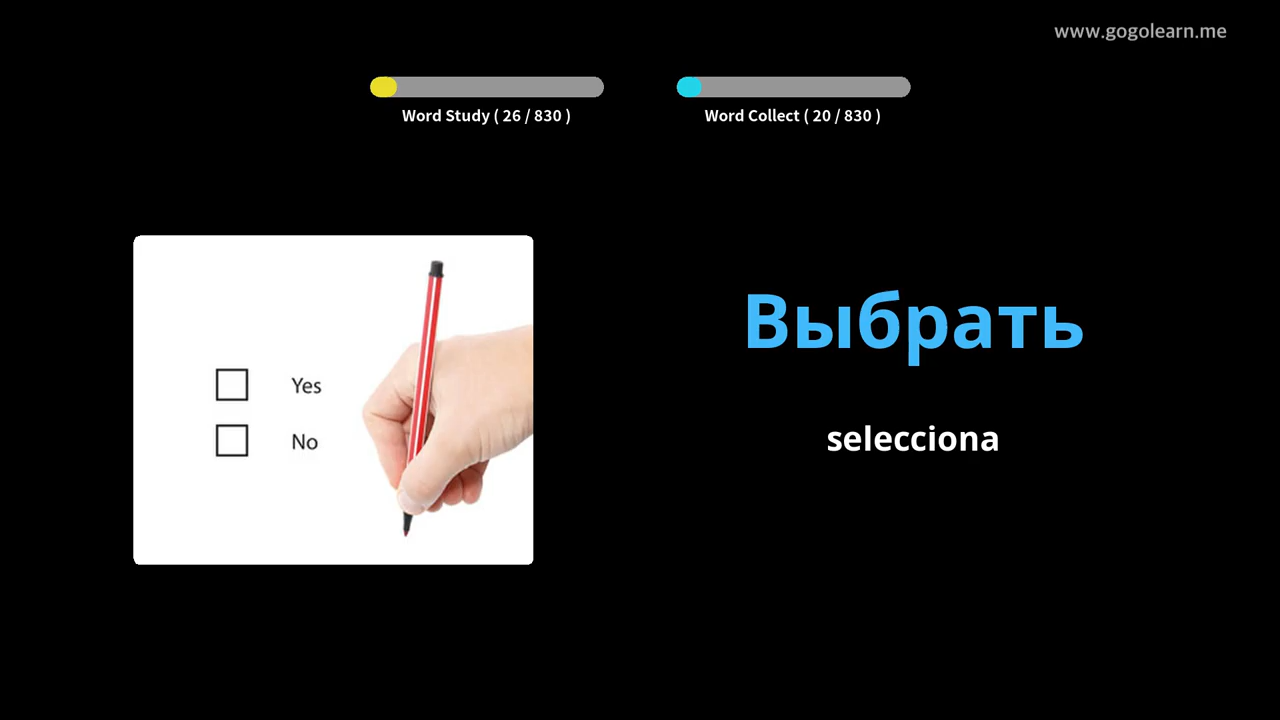 www.gogolearn.me
Word Study ( 26 / 830 )
Word Collect ( 20 / 830 )
Yes
No
Выбрать
selecciona